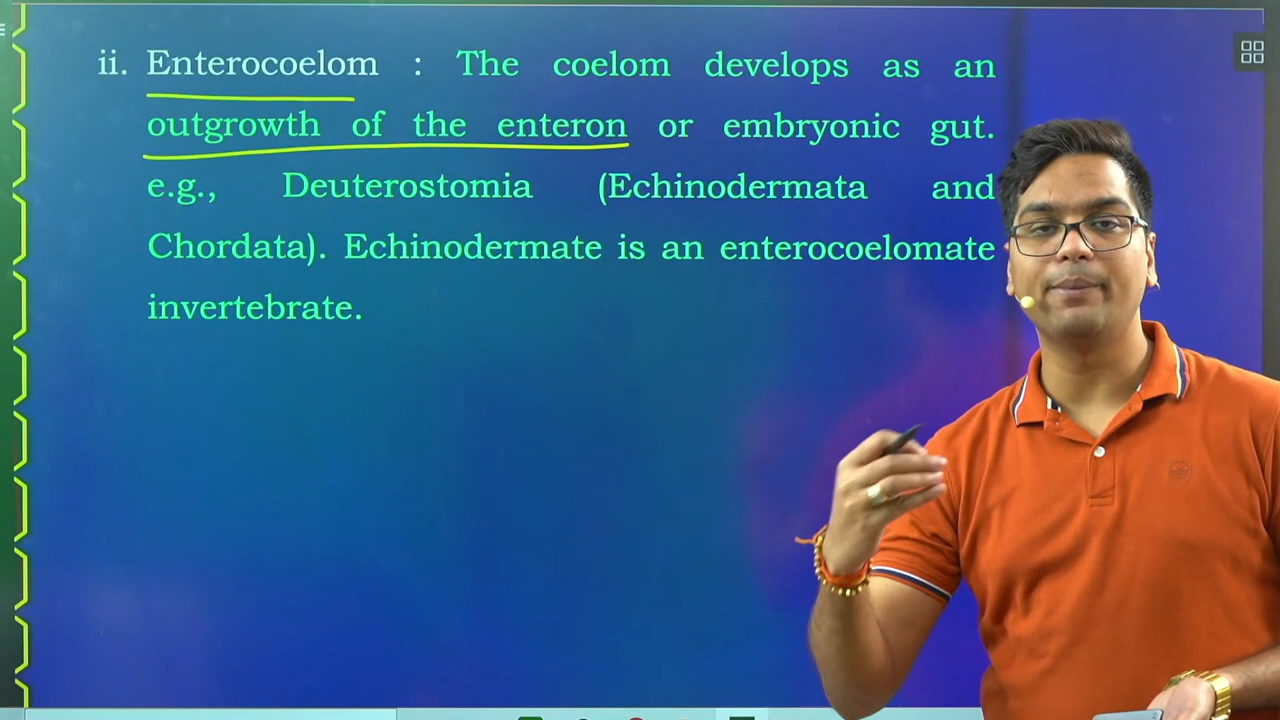 ii. Enterocoelom : The coelom develops as an
outgrowth of the enteron or embryonic gut.
e.g., Deuterostomia (Echinodermata and
Chordata). Echinodermate is an enterocoelomate
invertebrate.